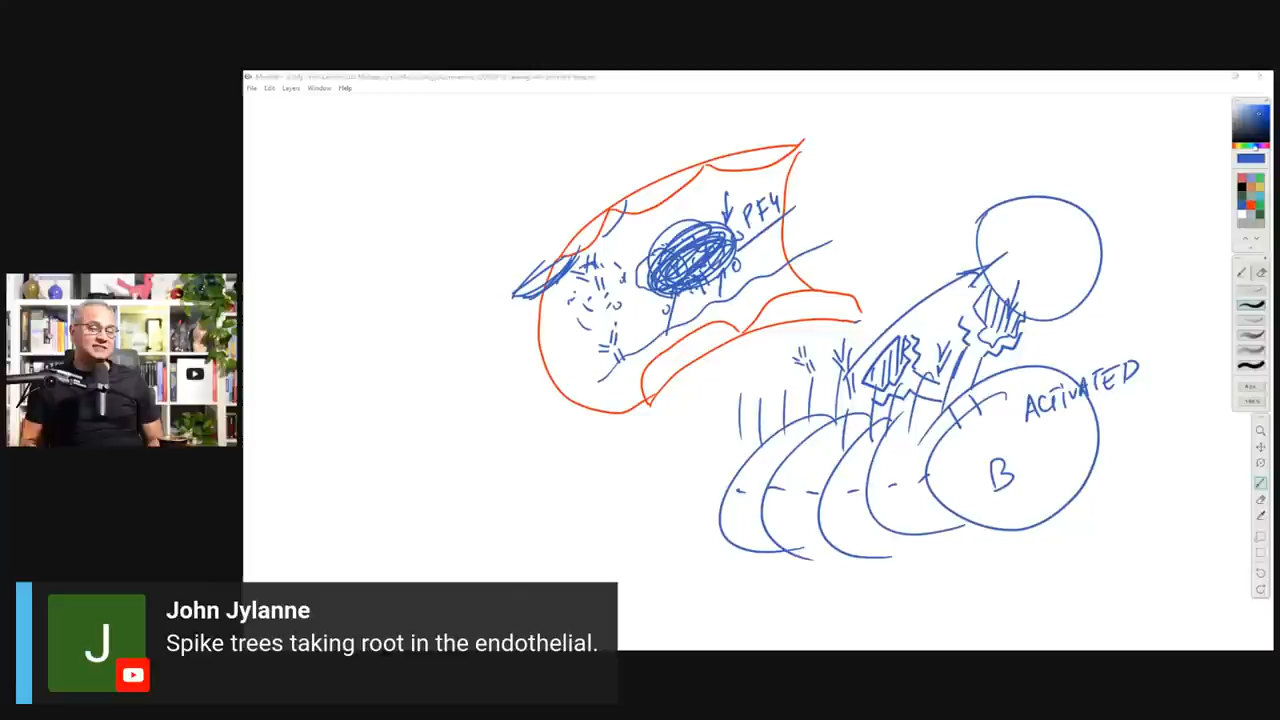 File Edit Layers Window Help
PF4
ACTIVATED
B
J
John Jylanne
Spike trees taking root in the endothelial.